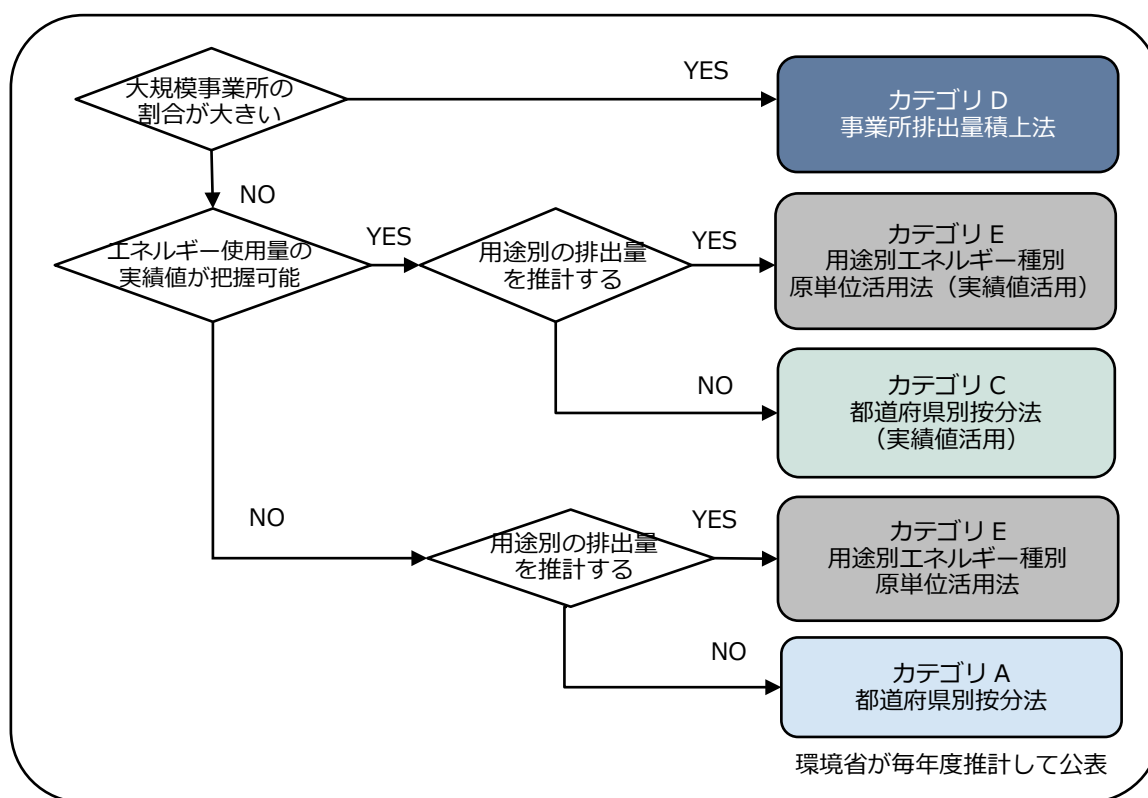 大規模事業所の
割合が大きい
YES
カテゴリ D
事業所排出量積上法
NO
エネルギー使用量の
実績値が把握可能
YES
用途別の排出量
を推計する
YES
カテゴリ E
用途別エネルギー種別
原単位活用法（実績値活用）
NO
カテゴリ C
都道府県別按分法
（実績値活用）
NO
用途別の排出量
を推計する
YES
カテゴリ E
用途別エネルギー種別
原単位活用法
NO
カテゴリ A
都道府県別按分法
環境省が毎年度推計して公表